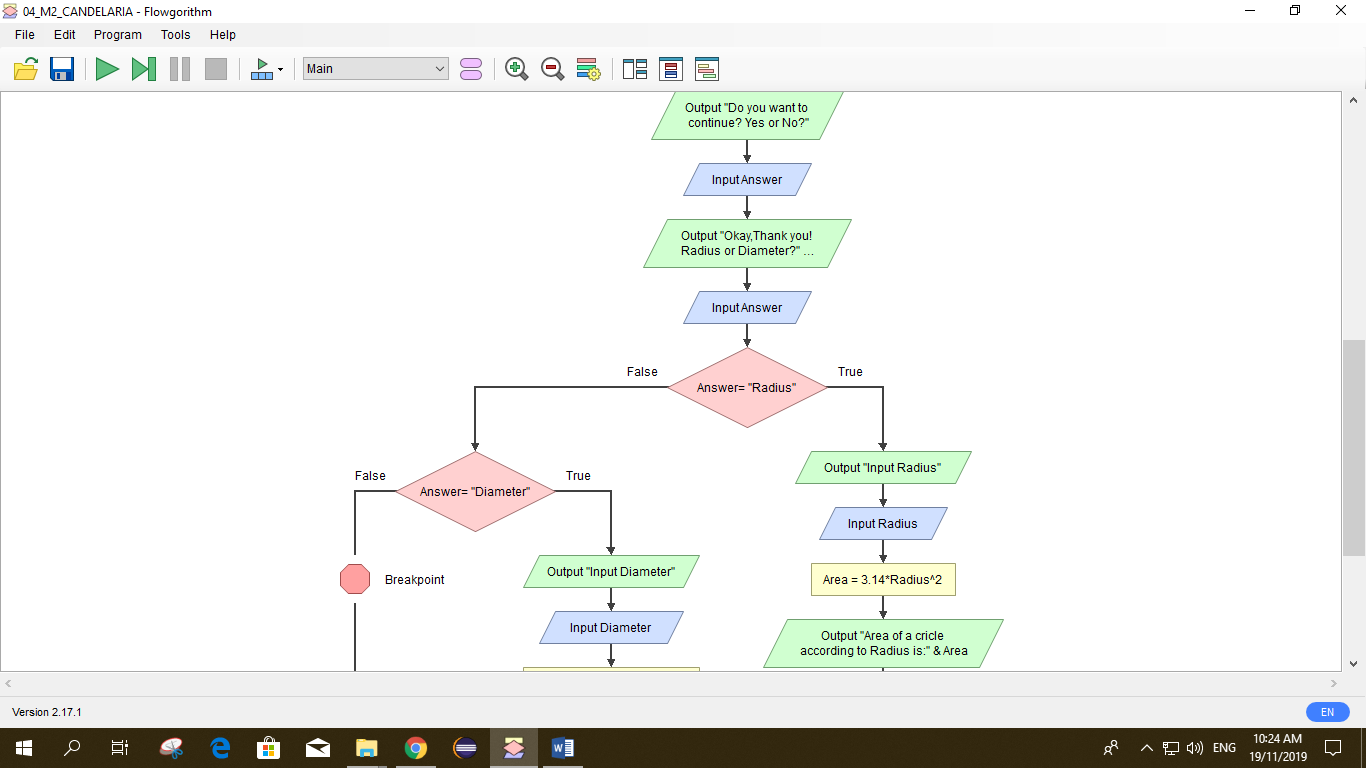 04_M2_CANDELARIA - Flowgorithm
File Edit Program Tools Help
Main
Output "Do you want to
continue? Yes or No?"
Input Answer
Output "Okay,Thank you!
Radius or Diameter?" ...
Input Answer
False
Answer= "Radius"
True
False
Answer= "Diameter"
True
Output "Input Radius"
Input Radius
Breakpoint
Output "Input Diameter"
Area = 3.14*Radius^2
Input Diameter
Output "Area of a cricle
according to Radius is:" & Area
Version 2.17.1
EN
ENG
10:24 AM
19/11/2019